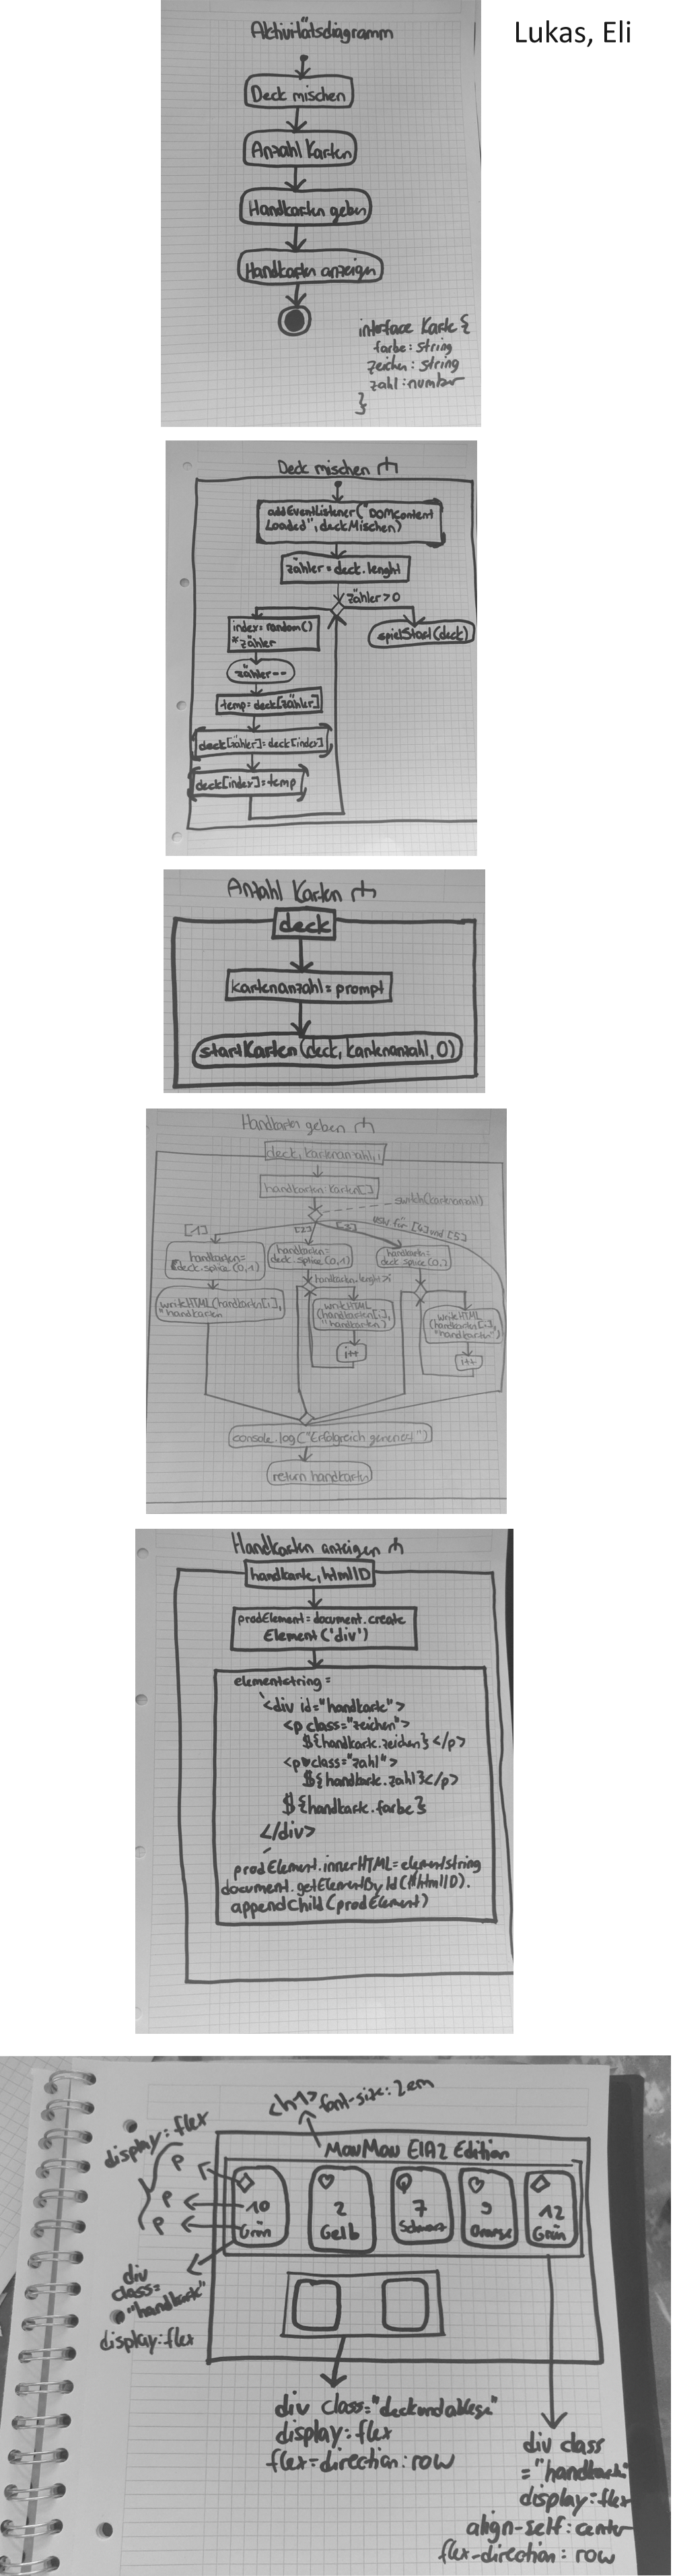 Lukas, Eli
Aktivitätsdiagramm
Deck mischen
Anzahl Karten
Handkarten geben
Handkarten anzeigen
interface Karte {
farbe: string
zeichen: string
zahl: number
}
Deck mischen
addEventListener("DOMContent
Loaded", deckMischen)
zähler = deck.lenght
zähler > 0
index = random()
* zähler
spielStart(deck)
zähler --
temp = deck[zähler]
deck[zähler] = deck[index]
deck[index] = temp
Anzahl Karten
deck
kartenanzahl = prompt
startKarten(deck, kartenanzahl, 0)
Handkarten geben
deck, kartenanzahl, i
handkarten: Karten[]
switch(kartenanzahl)
[1]
[2]
[3]
usw für [4] und [5]
handkarten =
deck.splice(0,1)
handkarten =
deck.splice(0,1)
handkarten =
deck.splice(0,
handkarten.lenght > i
writeHTML(handkarten[i],
"handkarten
writeHTML
(handkarten[i],
"handkarten")
writeHTML
(handkarten[i],
"handkarten")
i++
i++
console.log("Erfolgreich
return handkarten
Handkarten anzeigen
handkarte, htmlID
prodElement = document.create
Element('div')
elementstring =
`<div id="handkarte">
<p class="zeichen">
${handkarte.zeichen}</p>
<p class="zahl">
${handkarte.zahl}</p>
${handkarte.farbe}
</div>
`
prodElement.innerHTML = elementstring
document.getElementById(htmlID).
appendChild(prodElement)
<h1> font-size: 2em
display: flex
MauMau EIA2 Edition
P
P
P
10
Grün
2
Gelb
7
Schwarz
9
Orange
12
Grün
div
class=
"handkarte"
display: flex
div class="deckundablage"
display: flex
flex-direction: row
div class
="handkarten"
display: flex
align-self: center
flex-direction: row